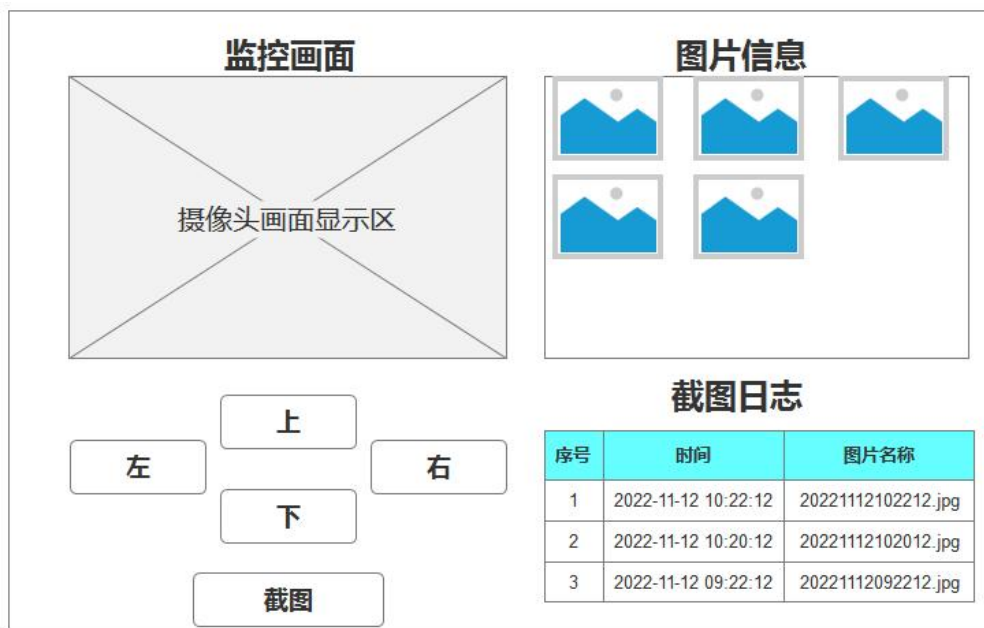 监控画面
摄像头画面显示区
上
左
右
下
截图
图片信息
截图日志
序号 时间 图片名称
1 2022-11-12 10:22:12 20221112102212.jpg
2 2022-11-12 10:20:12 20221112102012.jpg
3 2022-11-12 09:22:12 20221112092212.jpg